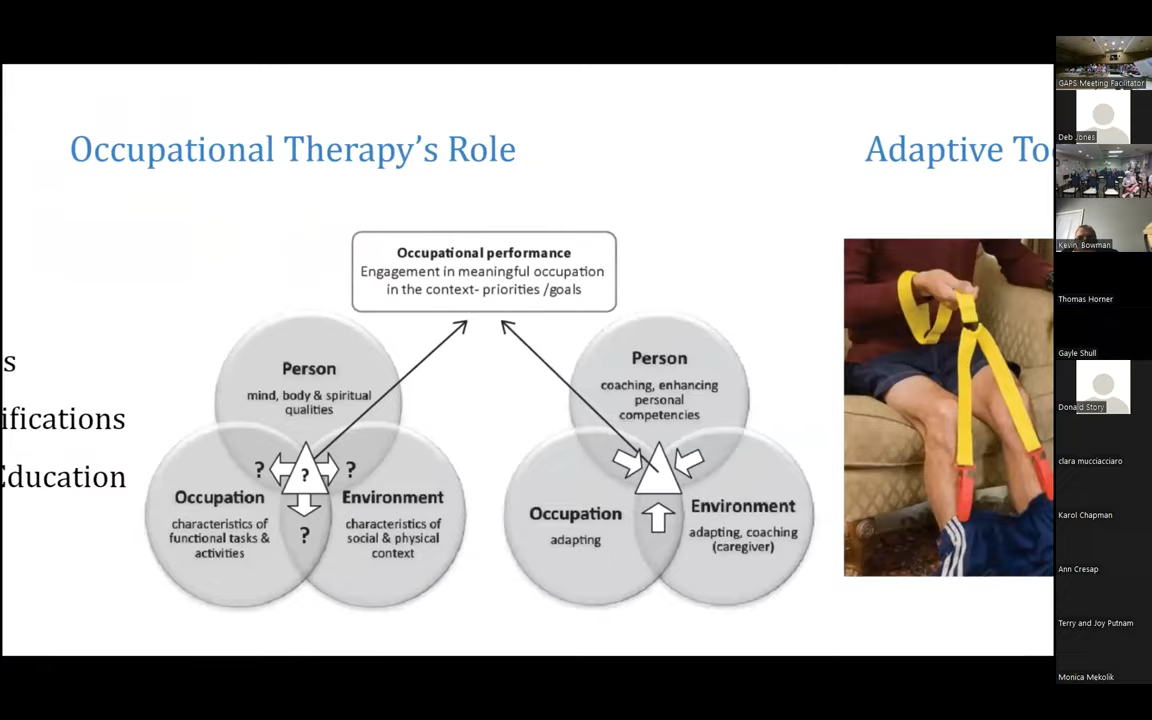 Occupational Therapy's Role
s
ifications
Education
Occupational performance
Engagement in meaningful occupation
in the context- priorities /goals
Person
mind, body & spiritual
qualities
?
?
?
?
Occupation
characteristics of
functional tasks &
activities
Environment
characteristics of
social & physical
context
Person
coaching, enhancing
personal
competencies
Occupation
adapting
Environment
adapting, coaching
(caregiver)
Adaptive To
GAPS Meeting Facilitator
Deb Jones
Kevin Bowman
Thomas Horner
Gayle Shull
Donald Story
clara mucciacciaro
Karol Chapman
Ann Cresap
Terry and Joy Putnam
Monica Mekolik